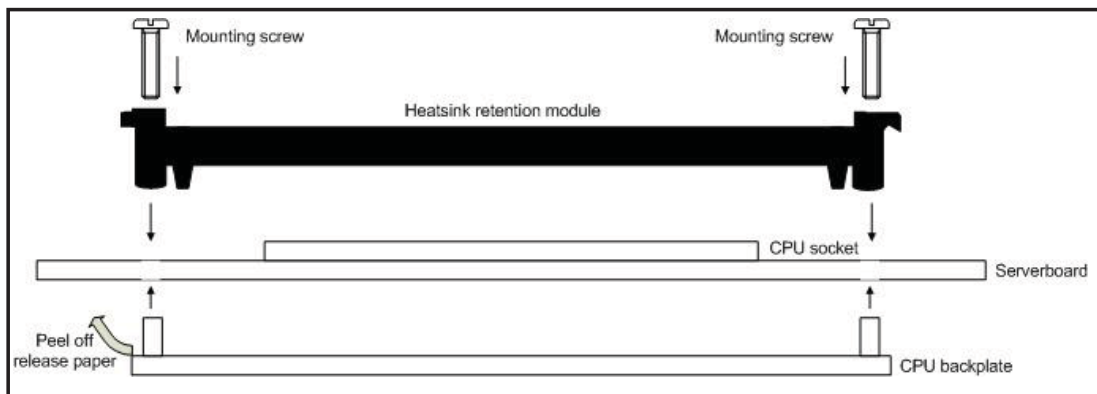 Mounting screw
Mounting screw
Heatsink retention module
CPU socket
Serverboard
Peel off
release paper
CPU backplate